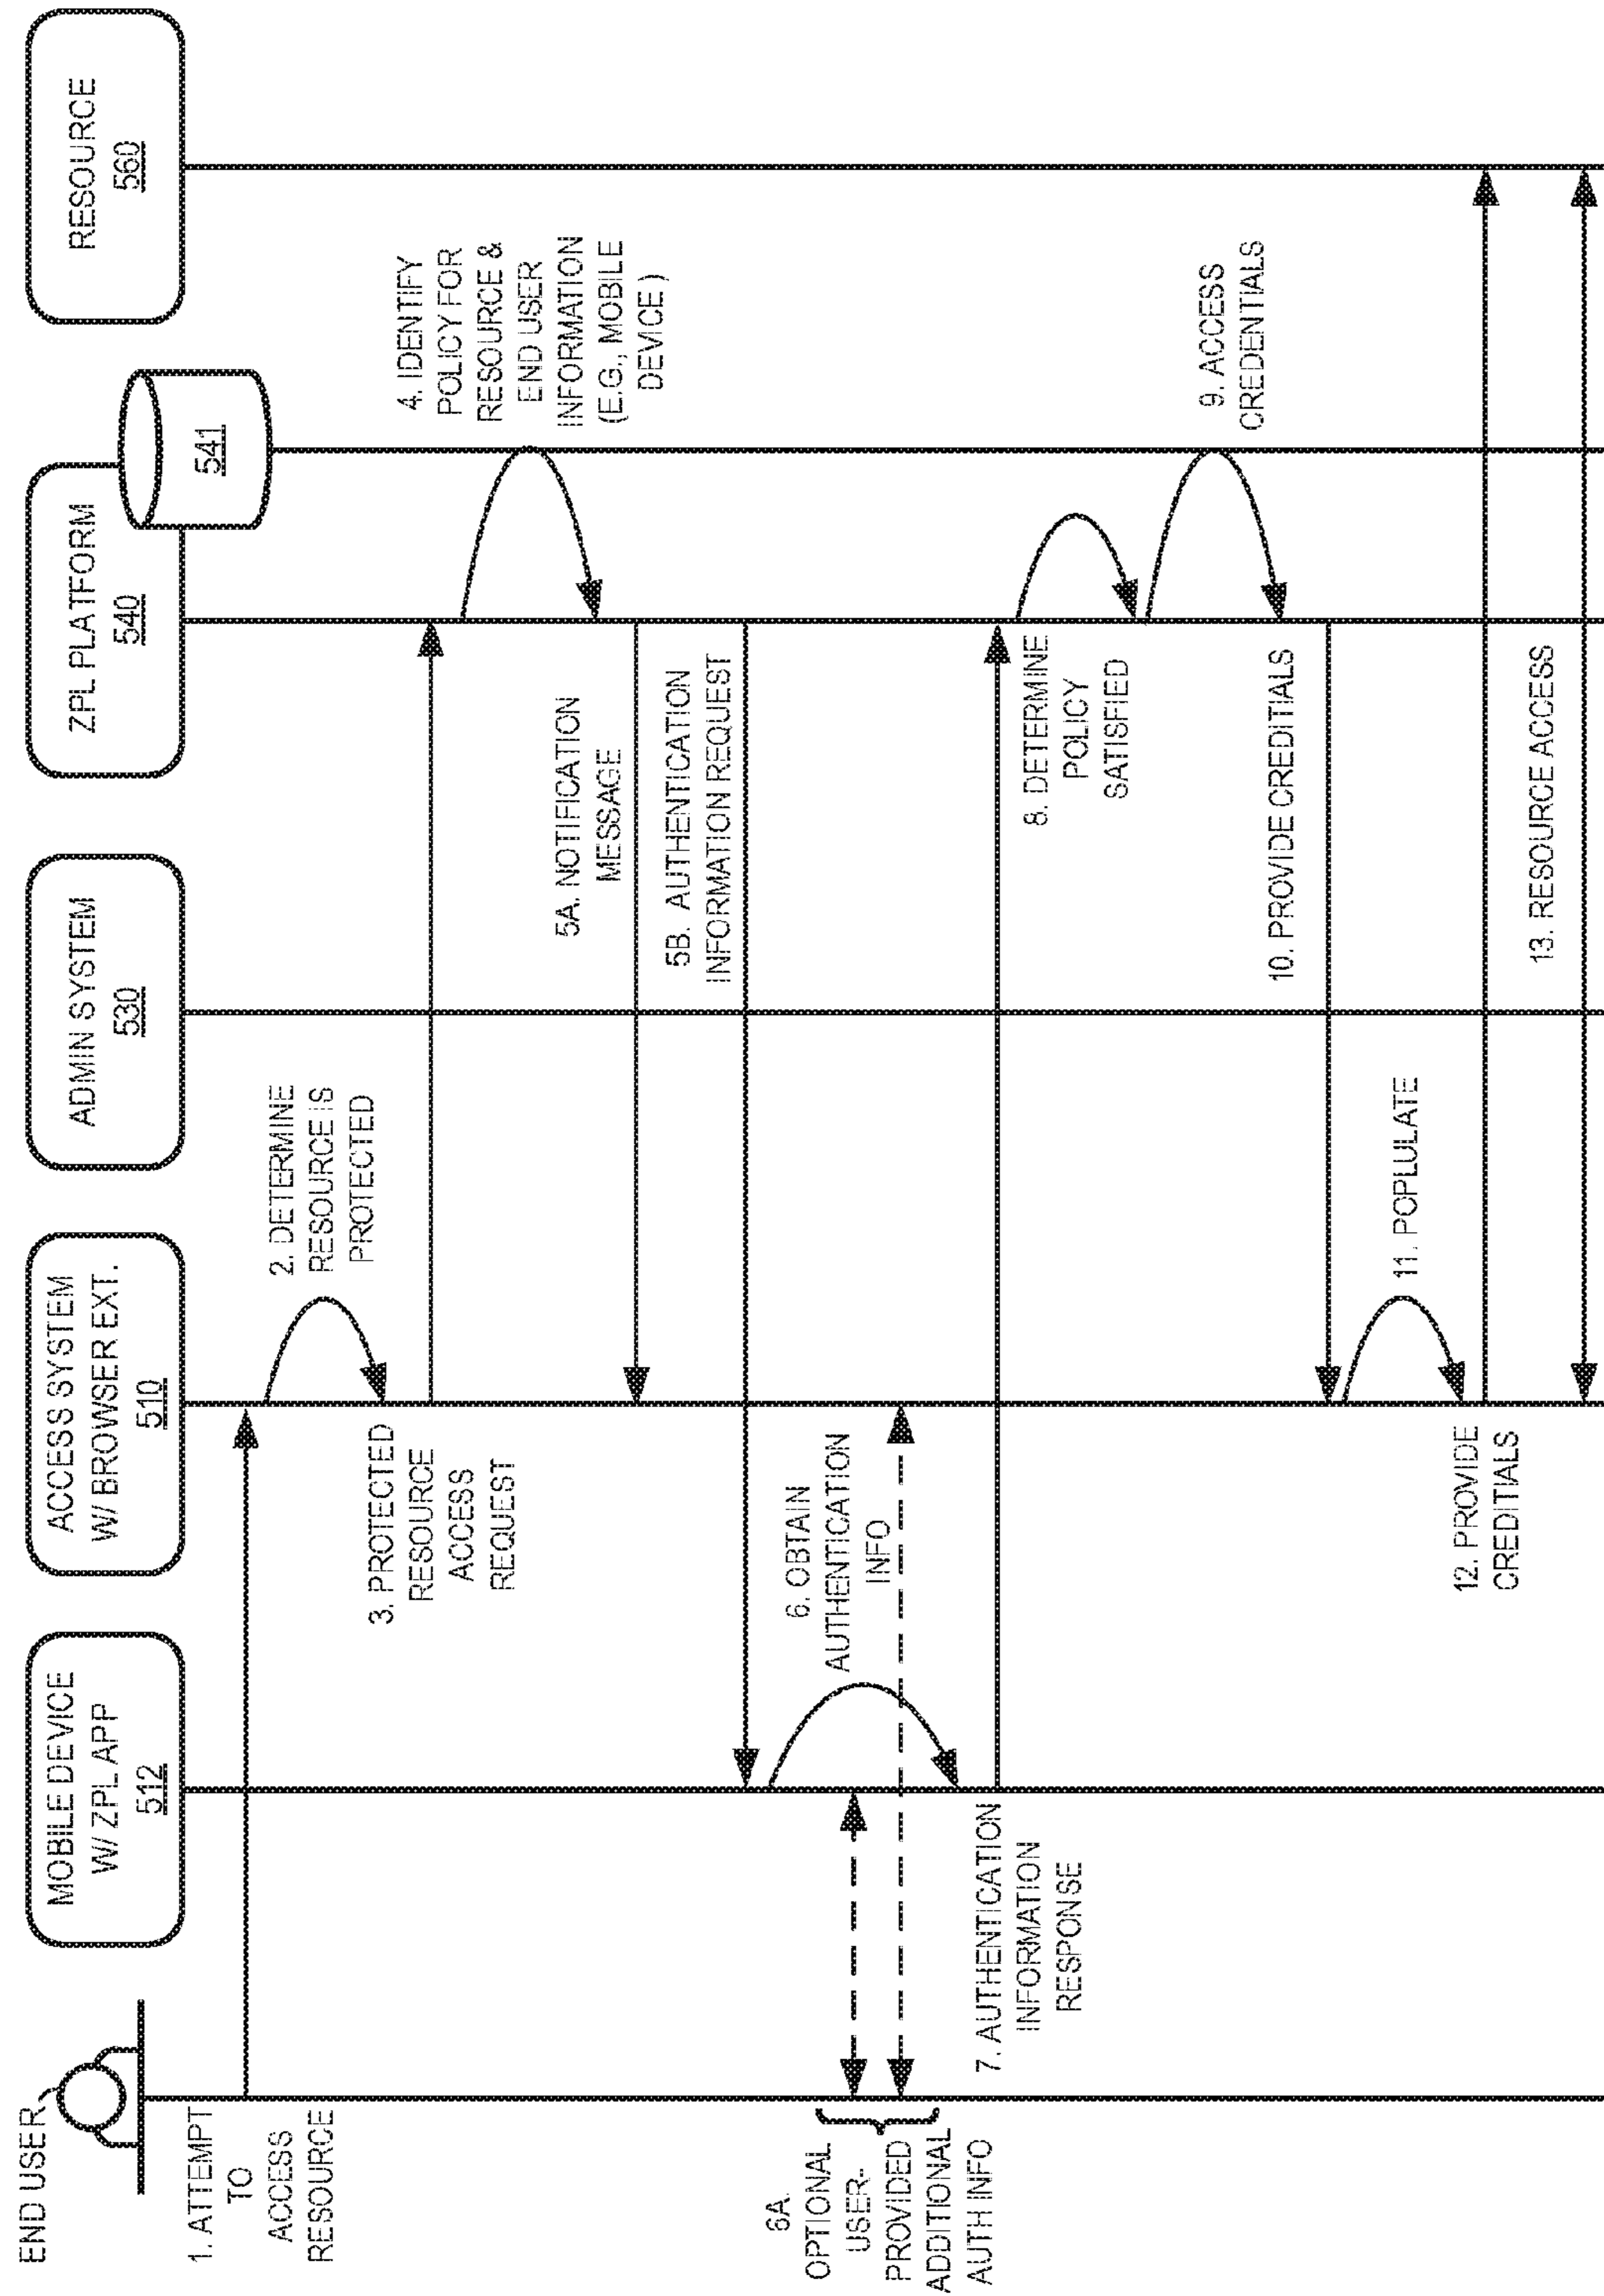 END USER
MOBILE DEVICE
W/ ZPL APP
512
ACCESS SYSTEM
W/ BROWSER EXT.
510
ADMIN SYSTEM
530
ZPL PLATFORM
540
541
RESOURCE
560
1. ATTEMPT
TO
ACCESS
RESOURCE
2. DETERMINE
RESOURCE IS
PROTECTED
3. PROTECTED
RESOURCE
ACCESS
REQUEST
4. IDENTIFY
POLICY FOR
RESOURCE &
END USER
INFORMATION
(E.G., MOBILE
DEVICE )
5A. NOTIFICATION
MESSAGE
5B. AUTHENTICATION
INFORMATION REQUEST
6. OBTAIN
AUTHENTICATION
INFO
6A.
OPTIONAL
USER-
PROVIDED
ADDITIONAL
AUTH INFO
7. AUTHENTICATION
INFORMATION
RESPONSE
8. DETERMINE
POLICY
SATISFIED
9. ACCESS
CREDENTIALS
10. PROVIDE CREDITIALS
11. POPLULATE
12. PROVIDE
CREDITIALS
13. RESOURCE ACCESS